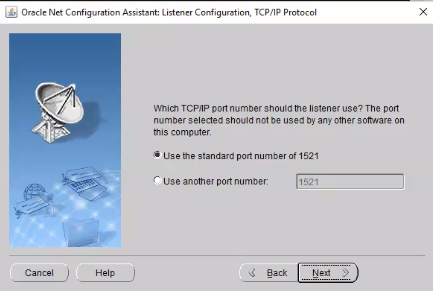 Oracle Net Configuration Assistant: Listener Configuration, TCP/IP Protocol
Which TCP/IP port number should the listener use? The port
number selected should not be used by any other software on
this computer.
Use the standard port number of 1521
Use another port number:
1521
Cancel
Help
Back
Next